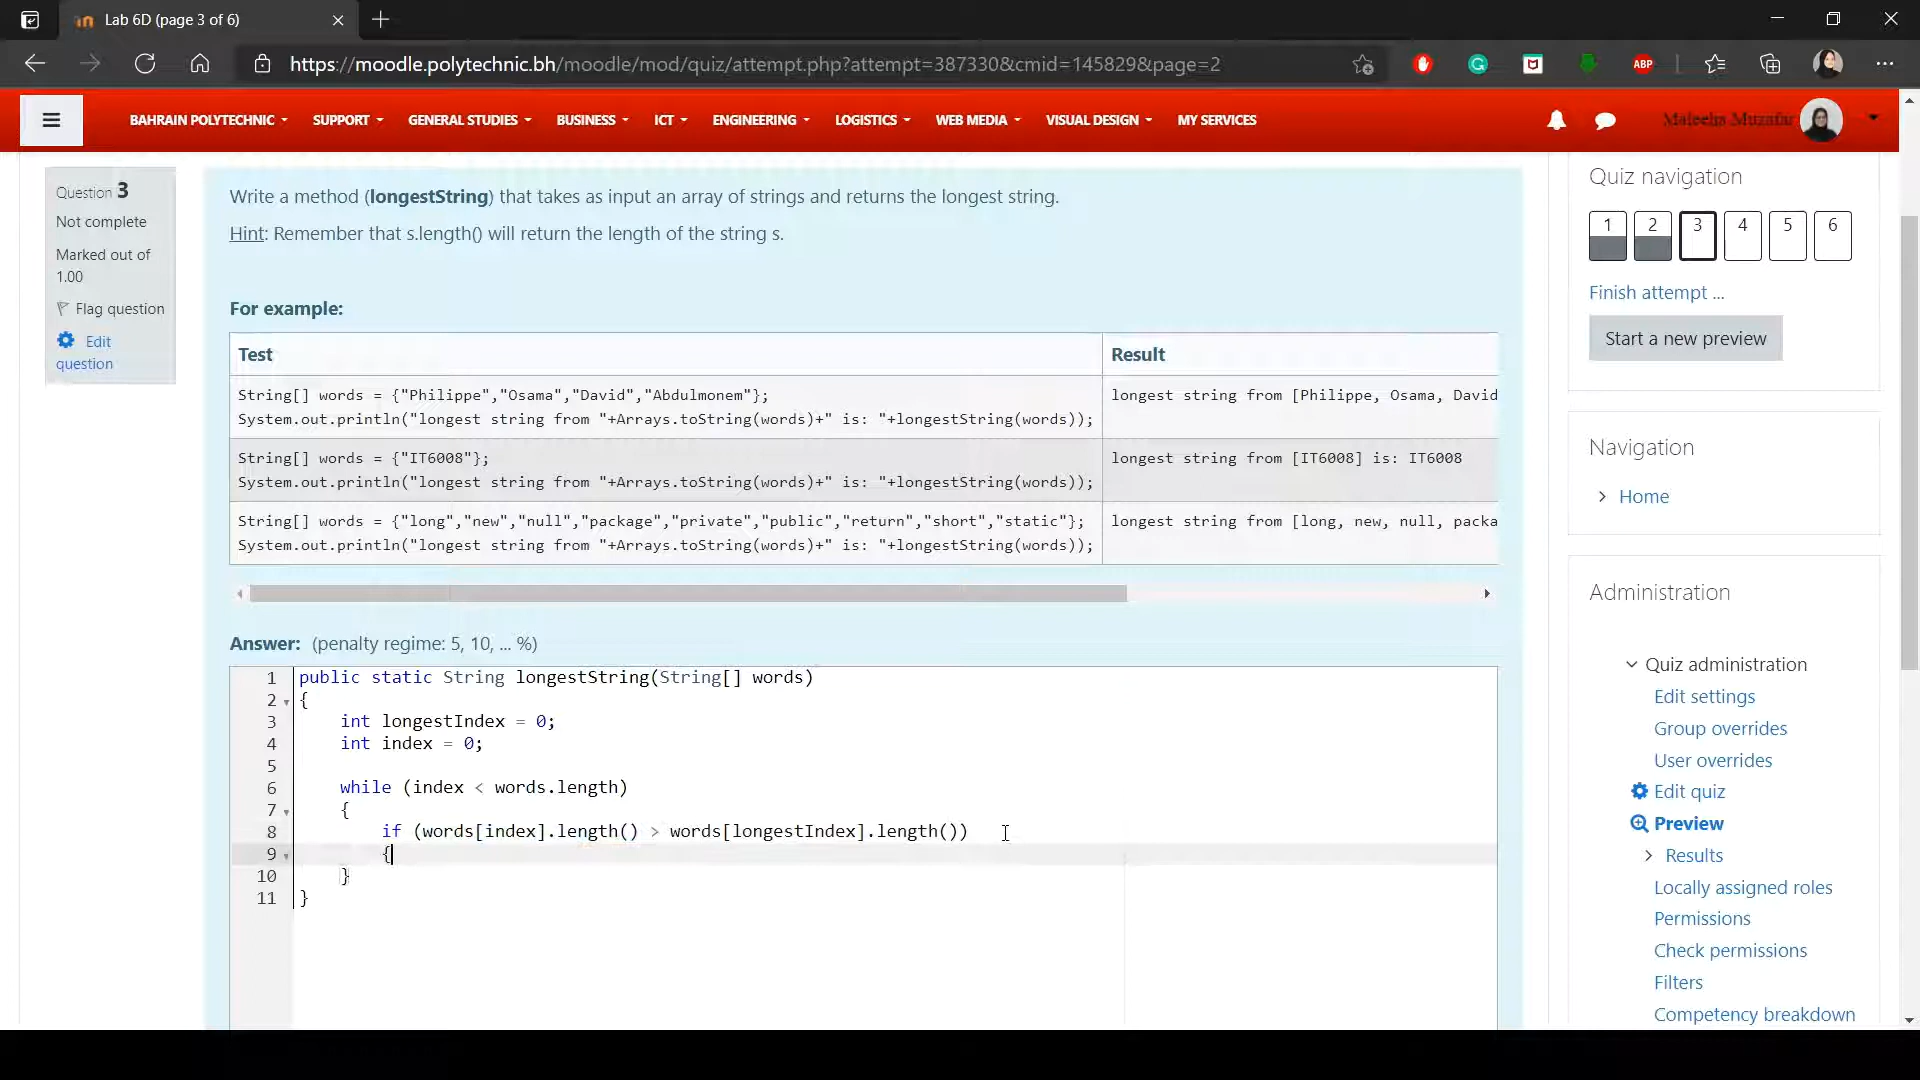 Lab 6D (page 3 of 6)
https://moodle.polytechnic.bh/moodle/mod/quiz/attempt.php?attempt=387330&cmid=145829&page=2
ABP
BAHRAIN POLYTECHNIC SUPPORT GENERAL STUDIES BUSINESS ICT ENGINEERING LOGISTICS WEB MEDIA VISUAL DESIGN MY SERVICES
Maleeha Muzafar
Question 3
Not complete
Marked out of
1.00
Flag question
Edit
question
Write a method (longestString) that takes as input an array of strings and returns the longest string.
Hint: Remember that s.length() will return the length of the string s.
For example:
Test Result
String[] words = {"Philippe","Osama","David","Abdulmonem"};
System.out.println("longest string from "+Arrays.toString(words)+" is: "+longestString(words));
longest string from [Philippe, Osama, David
String[] words = {"IT6008"};
System.out.println("longest string from "+Arrays.toString(words)+" is: "+longestString(words));
longest string from [IT6008] is: IT6008
String[] words = {"long","new","null","package","private","public","return","short","static"};
System.out.println("longest string from "+Arrays.toString(words)+" is: "+longestString(words));
longest string from [long, new, null, packa
Answer: (penalty regime: 5, 10, ... %)
1 public static String longestString(String[] words)
2 {
3 int longestIndex = 0;
4 int index = 0;
5
6 while (index < words.length)
7 {
8 if (words[index].length() > words[longestIndex].length())
9 {
10 }
11 }
Quiz navigation
1 2 3 4 5 6
Finish attempt ...
Start a new preview
Navigation
Home
Administration
Quiz administration
Edit settings
Group overrides
User overrides
Edit quiz
Preview
Results
Locally assigned roles
Permissions
Check permissions
Filters
Competency breakdown